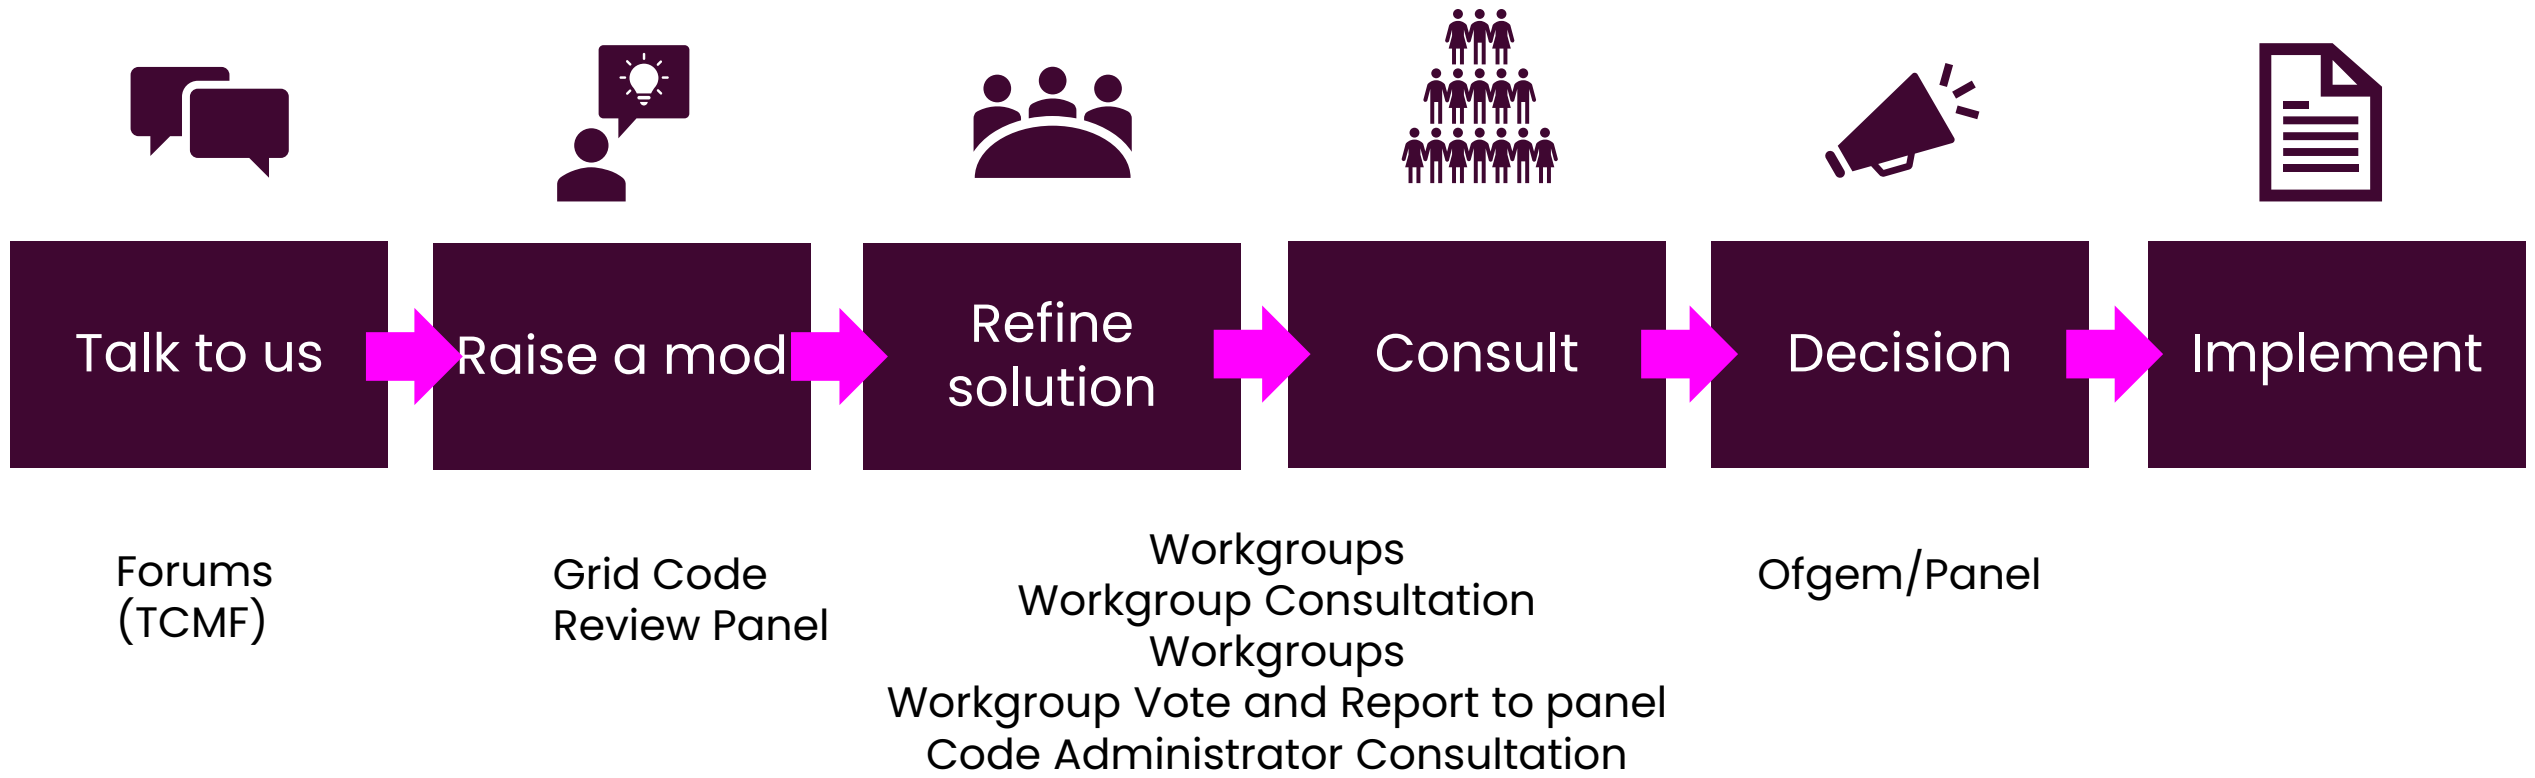 Talk to us
Raise a mod
Refine
solution
Consult
Decision
Implement
Forums
(TCMF)
Grid Code
Review Panel
Workgroups
Workgroup Consultation
Workgroups
Workgroup Vote and Report to panel
Code Administrator Consultation
Ofgem/Panel